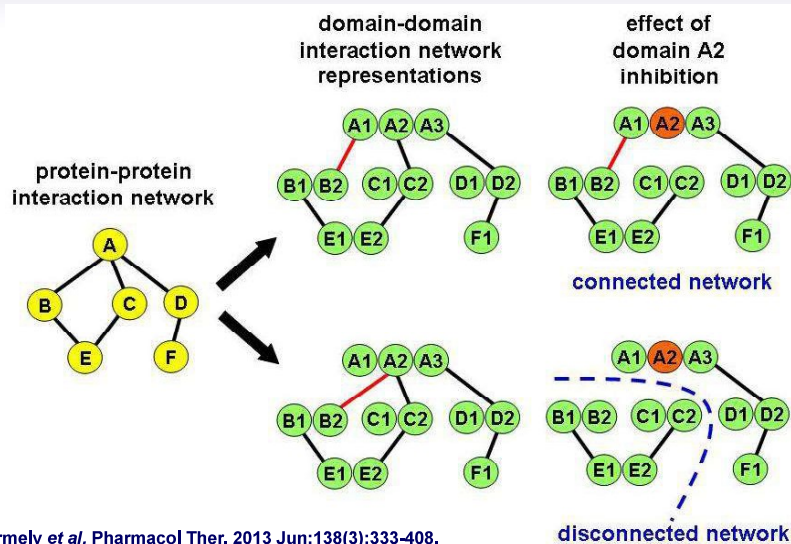 domain-domain
interaction network
representations
effect of
domain A2
inhibition
protein-protein
interaction network
A
B
C
D
E
F
A1 A2 A3
B1 B2 C1 C2 D1 D2
E1 E2 F1
A1 A2 A3
B1 B2 C1 C2 D1 D2
E1 E2 F1
connected network
A1 A2 A3
B1 B2 C1 C2 D1 D2
E1 E2 F1
A1 A2 A3
B1 B2 C1 C2 D1 D2
E1 E2 F1
disconnected network
rmely et al. Pharmacol Ther. 2013 Jun;138(3):333-408.